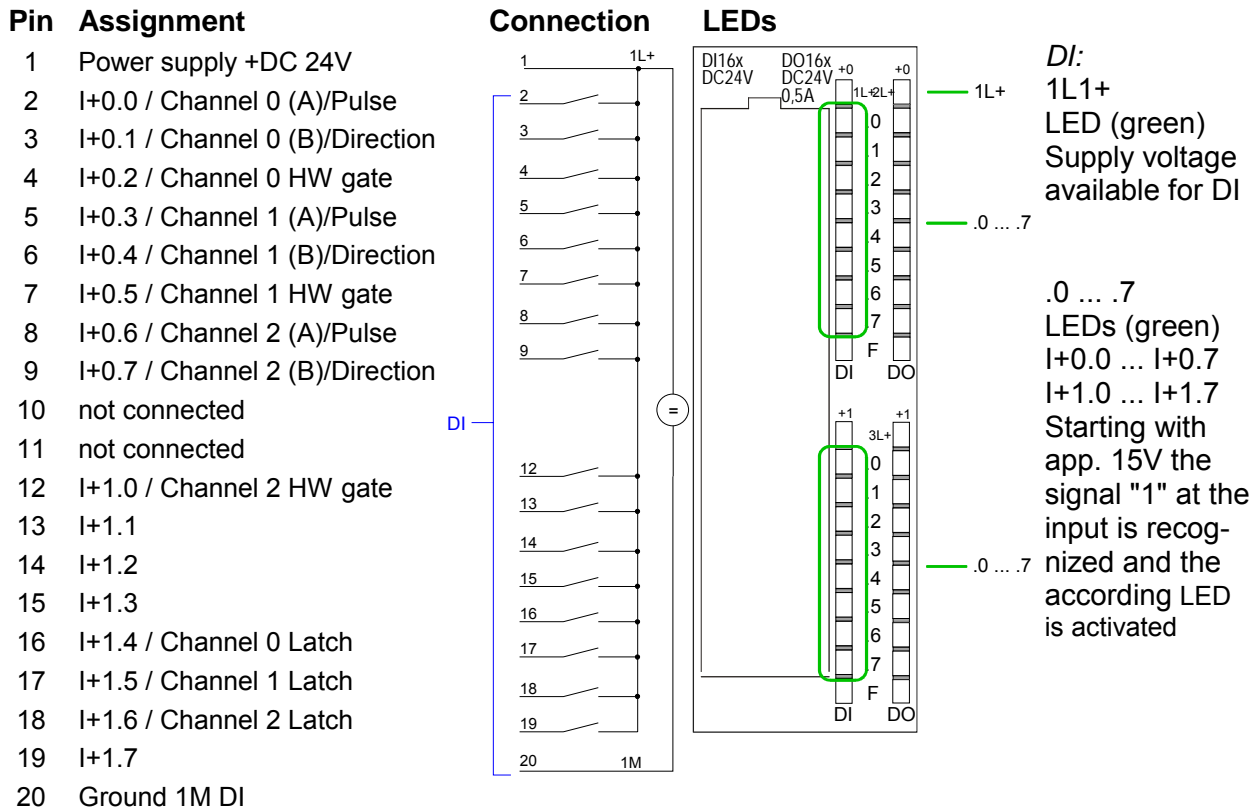 Pin Assignment Connection LEDs
1 Power supply +DC 24V
2 I+0.0 / Channel 0 (A)/Pulse
3 I+0.1 / Channel 0 (B)/Direction
4 I+0.2 / Channel 0 HW gate
5 I+0.3 / Channel 1 (A)/Pulse
6 I+0.4 / Channel 1 (B)/Direction
7 I+0.5 / Channel 1 HW gate
8 I+0.6 / Channel 2 (A)/Pulse
9 I+0.7 / Channel 2 (B)/Direction
10 not connected
11 not connected
12 I+1.0 / Channel 2 HW gate
13 I+1.1
14 I+1.2
15 I+1.3
16 I+1.4 / Channel 0 Latch
17 I+1.5 / Channel 1 Latch
18 I+1.6 / Channel 2 Latch
19 I+1.7
20 Ground 1M DI
DI
1 1L+
2
3
4
5
6
7
8
9
=
12
13
14
15
16
17
18
19
20 1M
DI16x DO16x
DC24V DC24V
0,5A
+0 +0
1L+ 2L+
.0
.1
.2
.3
.4
.5
.6
.7
F
DI DO
+1 +1
3L+
.0
.1
.2
.3
.4
.5
.6
.7
F
DI DO
1L+
.0 ... .7
.0 ... .7
DI:
1L1+
LED (green)
Supply voltage
available for DI
.0 ... .7
LEDs (green)
I+0.0 ... I+0.7
I+1.0 ... I+1.7
Starting with
app. 15V the
signal "1" at the
input is recog-
nized and the
according LED
is activated